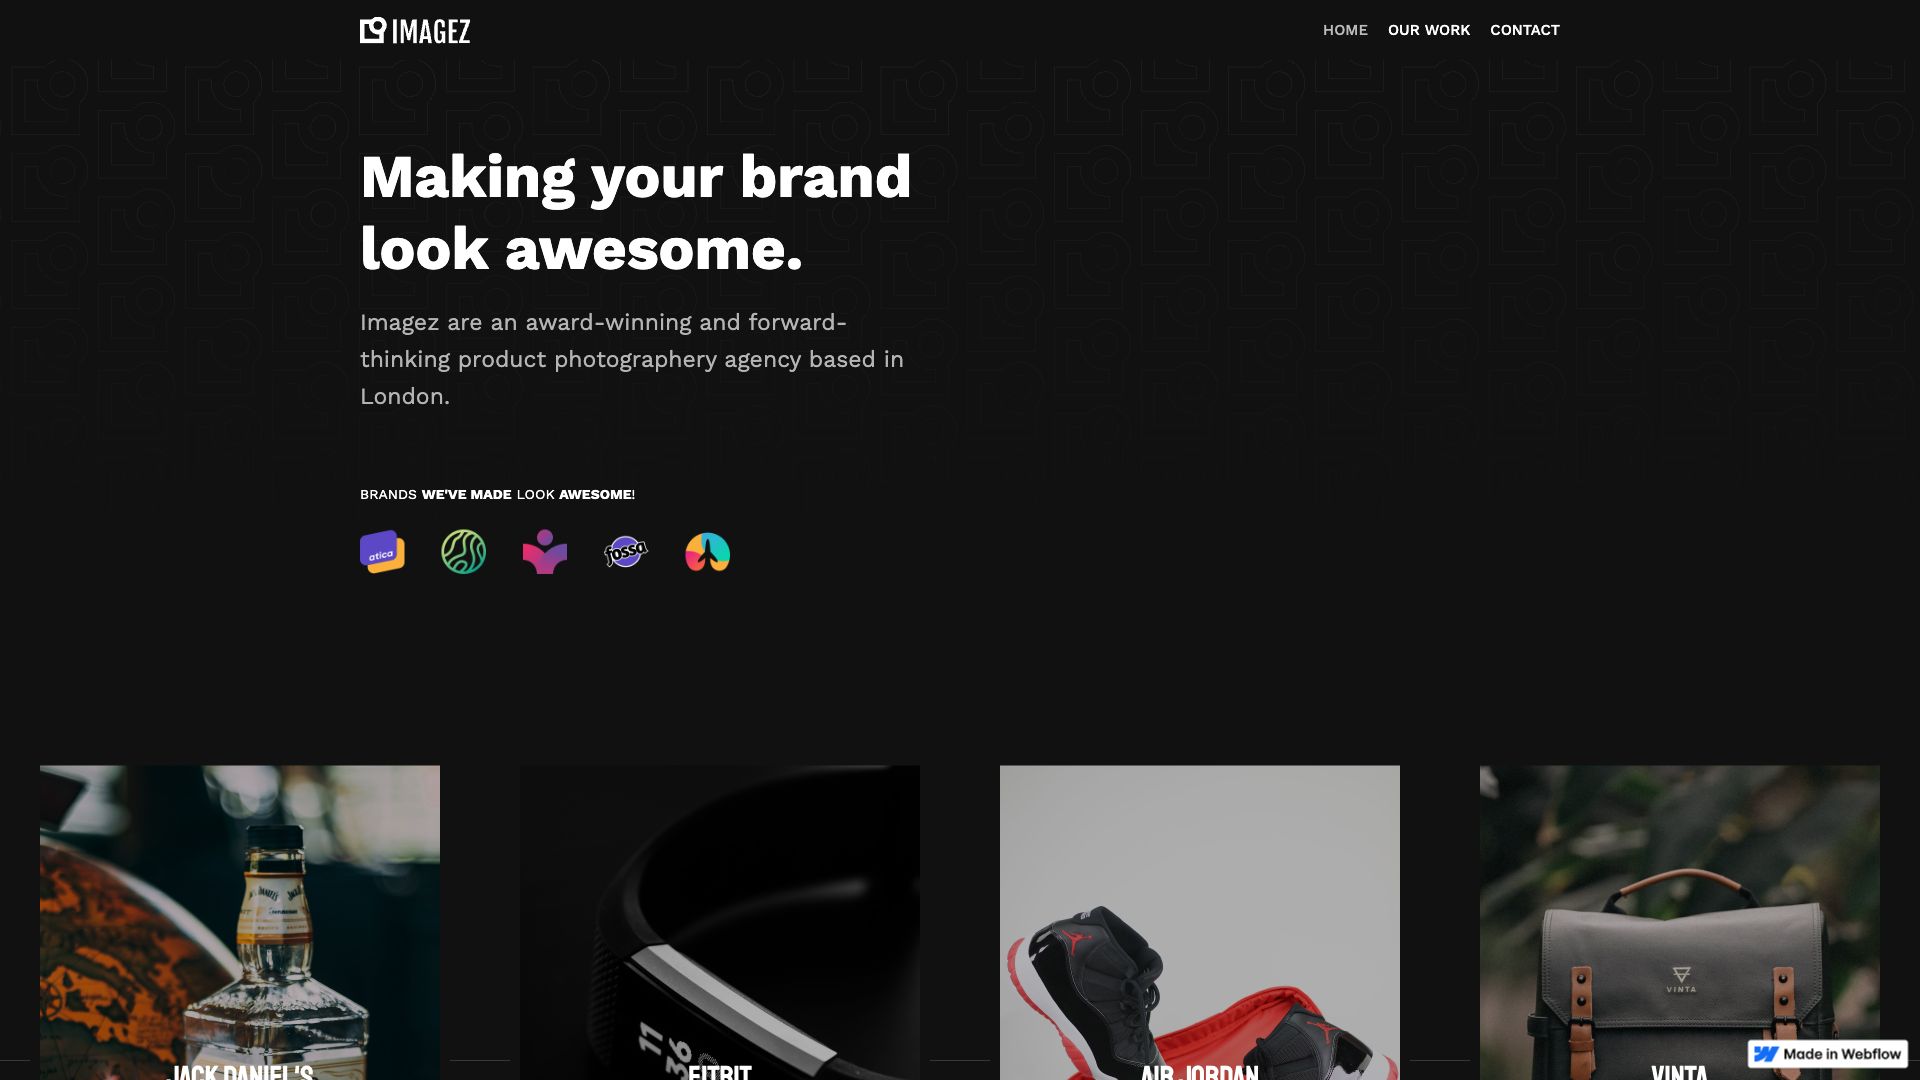 IMAGEZ
HOME OUR WORK CONTACT
Making your brand
look awesome.
Imagez are an award-winning and forward-
thinking product photographery agency based in
London.
BRANDS WE'VE MADE LOOK AWESOME!
atica
fossa
11
36
VINTA
JACK DANIEL'S
FITBIT
AIR JORDAN
VINTA
Made in Webflow